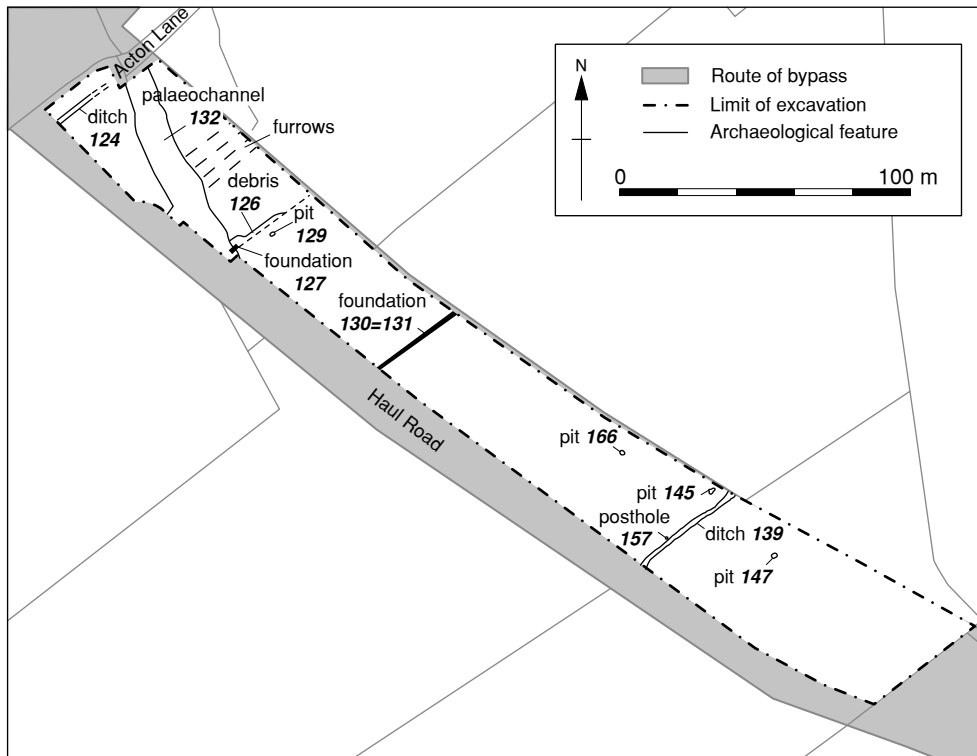 Acton Lane
palaeochannel
132
ditch
124
furrows
debris
126
pit
129
foundation
127
foundation
130=131
Haul Road
pit 166
pit 145
posthole
157
ditch 139
pit 147
N
Route of bypass
Limit of excavation
Archaeological feature
0 100 m